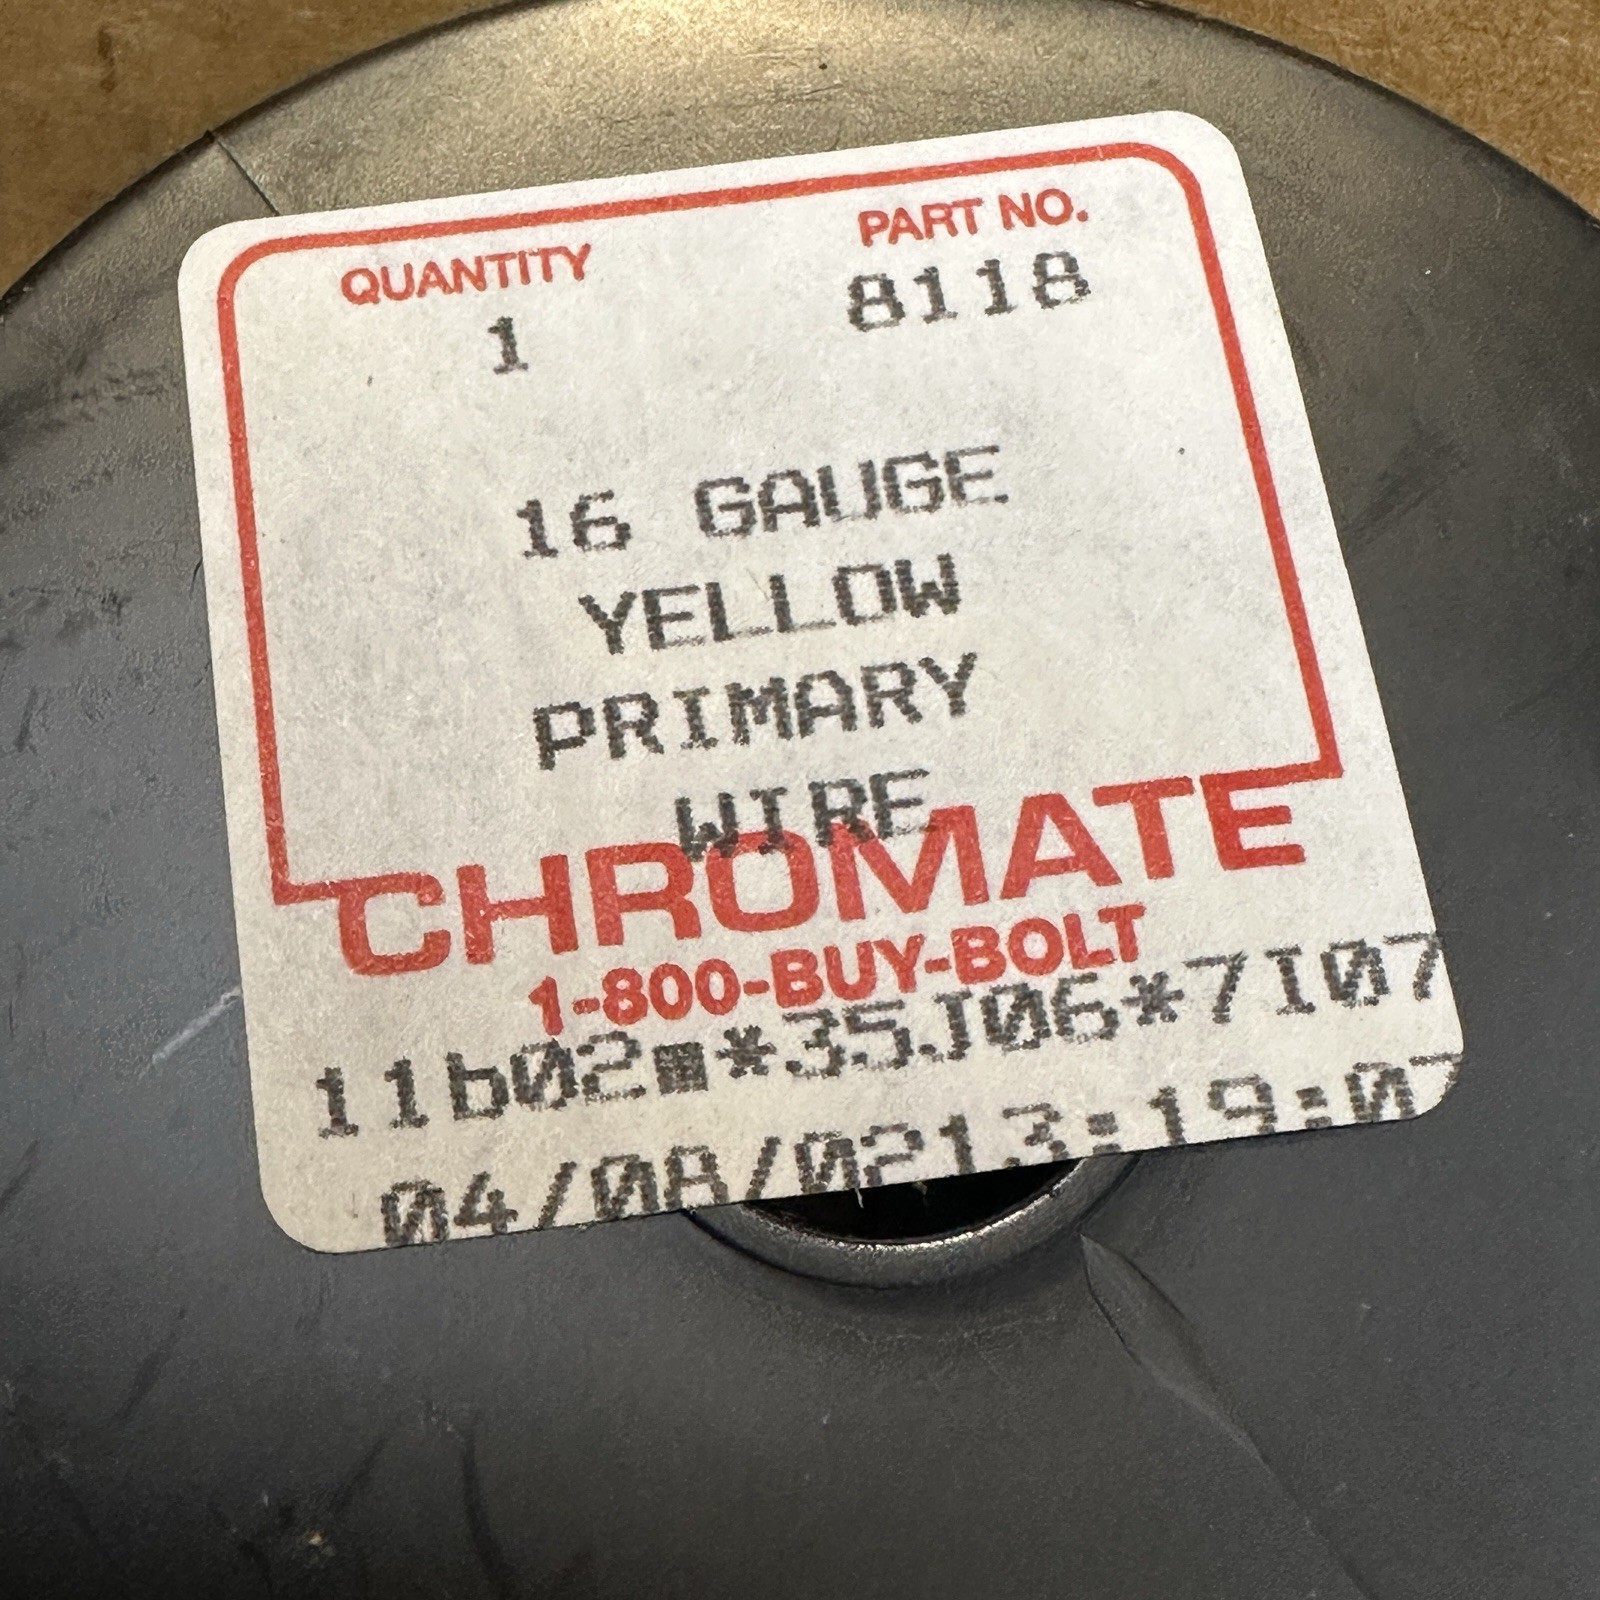 QUANTITY PART NO.
1 8118
16 GAUGE
YELLOW
PRIMARY
WIRE
CHROMATE
1-800-BUY-BOLT
11b02■*35J06*7I07
04/08/0213:19:07